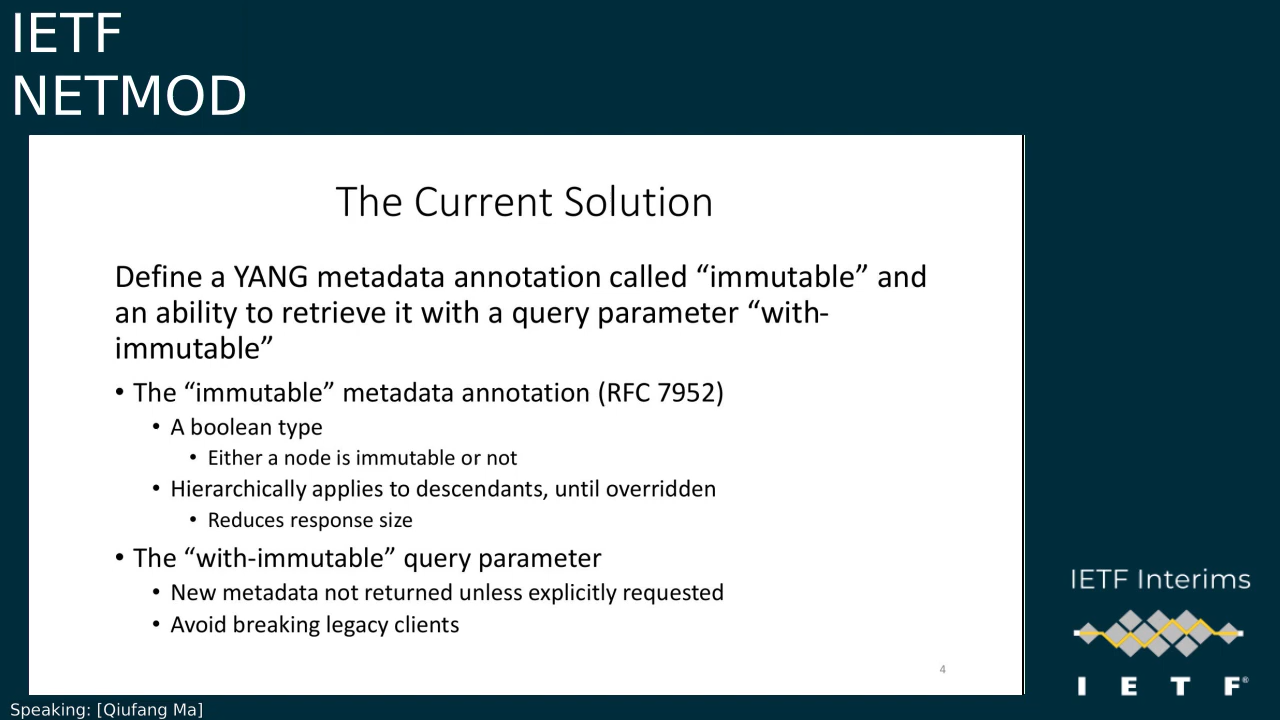 IETF
NETMOD
The Current Solution
Define a YANG metadata annotation called “immutable” and
an ability to retrieve it with a query parameter “with-
immutable”
• The “immutable” metadata annotation (RFC 7952)
• A boolean type
• Either a node is immutable or not
• Hierarchically applies to descendants, until overridden
• Reduces response size
• The “with-immutable” query parameter
• New metadata not returned unless explicitly requested
• Avoid breaking legacy clients
4
IETF Interims
I E T F®
Speaking: [Qiufang Ma]